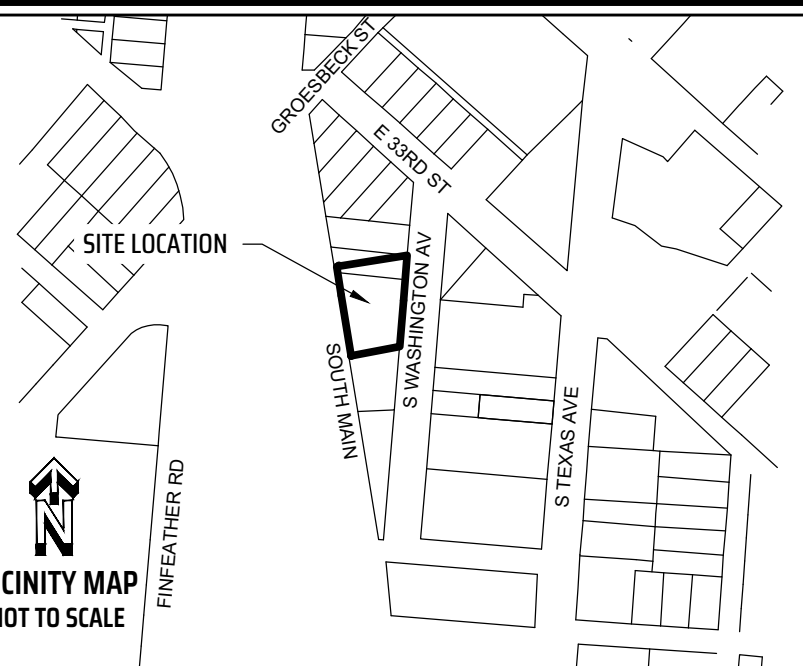 GROESBECK ST
E 33RD ST
SITE LOCATION
S WASHINGTON AV
SOUTH MAIN
S TEXAS AVE
FINFEATHER RD
N
CINITY MAP
NOT TO SCALE